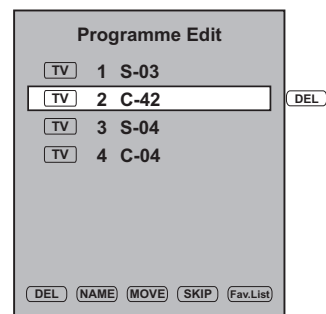 Programme Edit
TV 1 S-03
TV 2 C-42 DEL
TV 3 S-04
TV 4 C-04
DEL NAME MOVE SKIP Fav.List